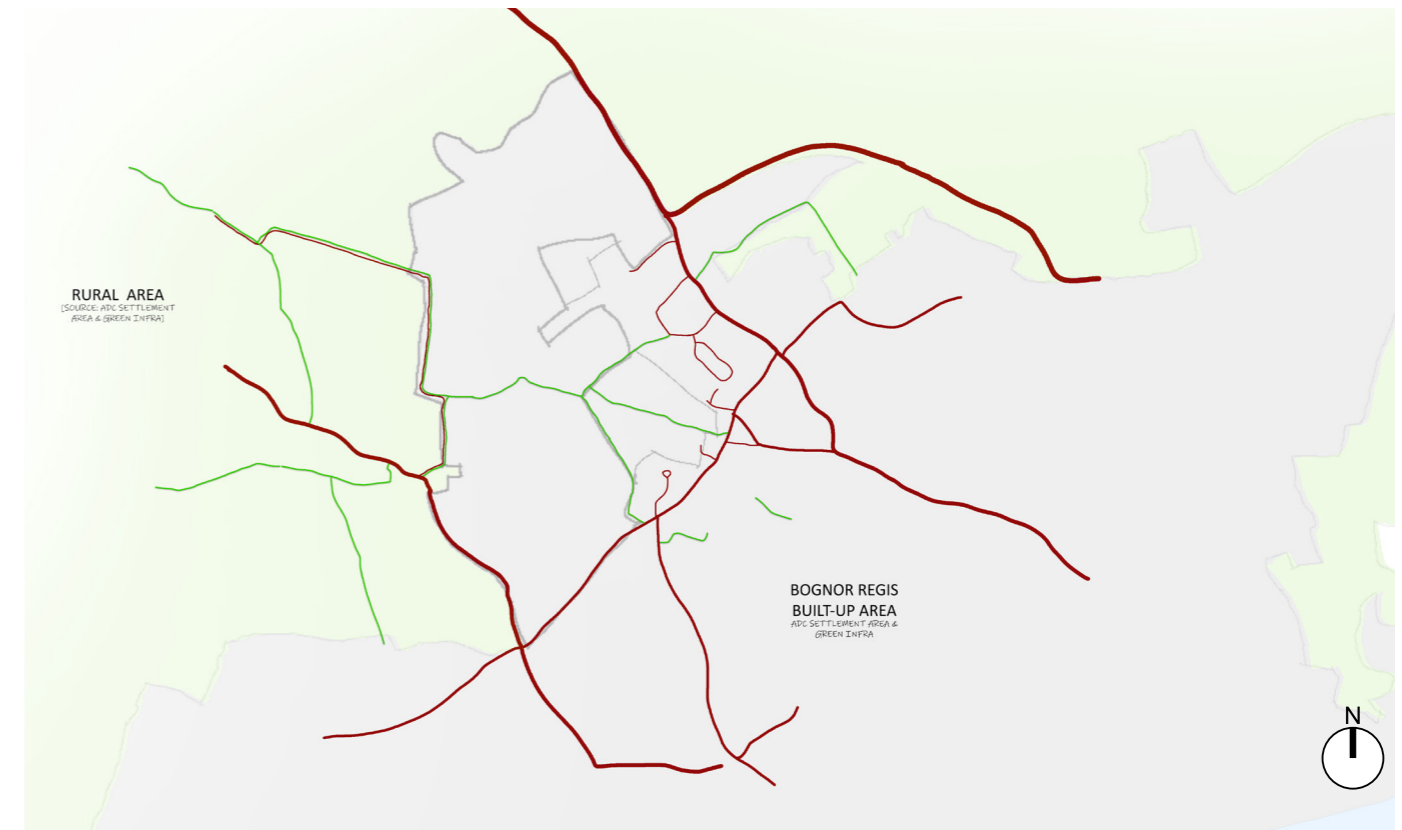 RURAL AREA
[SOURCE: ADC SETTLEMENT
AREA & GREEN INFRA]
BOGNOR REGIS
BUILT-UP AREA
ADC SETTLEMENT AREA &
GREEN INFRA
N